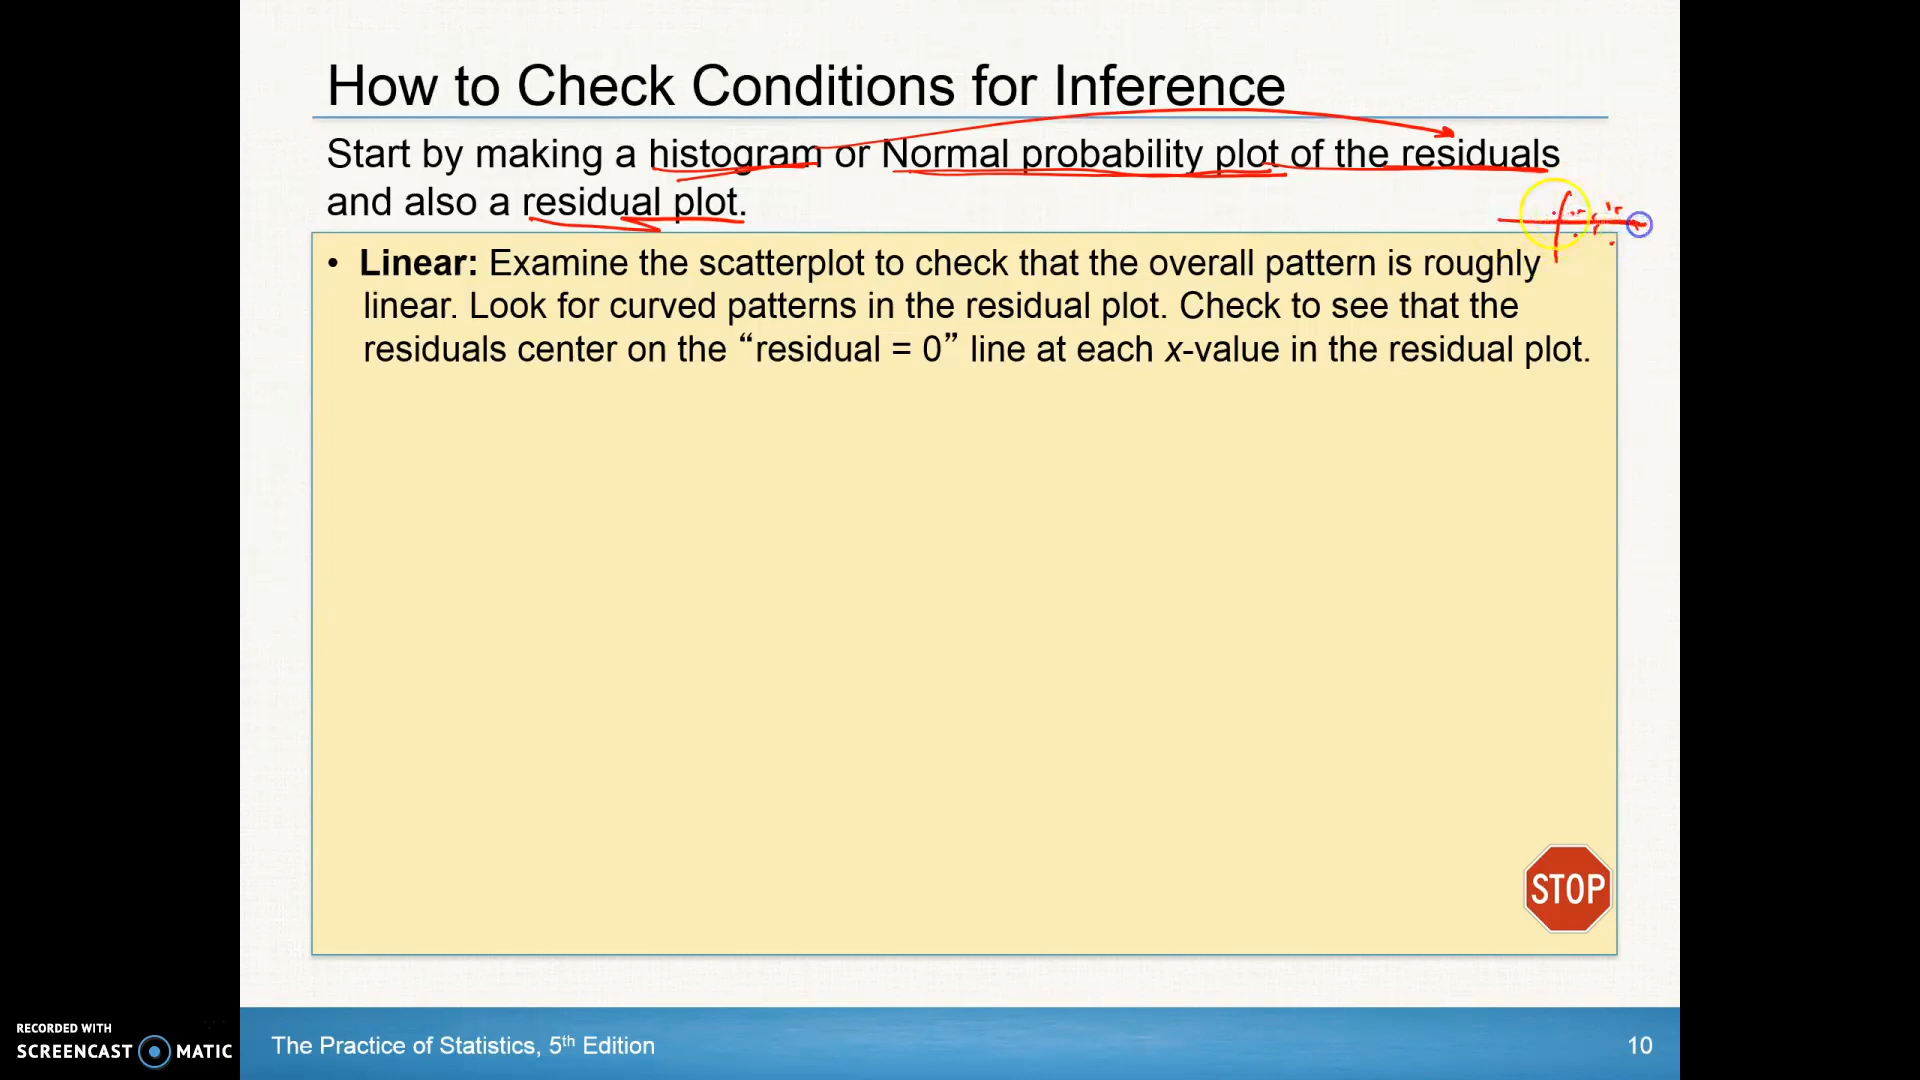 How to Check Conditions for Inference
Start by making a histogram or Normal probability plot of the residuals
and also a residual plot.
• Linear: Examine the scatterplot to check that the overall pattern is roughly
linear. Look for curved patterns in the residual plot. Check to see that the
residuals center on the “residual = 0” line at each x-value in the residual plot.
STOP
RECORDED WITH
SCREENCAST MATIC
The Practice of Statistics, 5th Edition
10